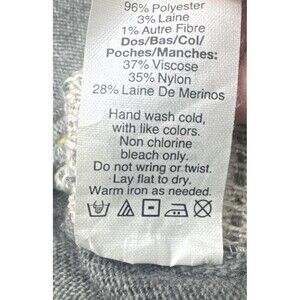 96% Polyester
3% Laine
1% Autre Fibre
Dos/Bas/Col/
Poches/Manches:
37% Viscose
35% Nylon
28% Laine De Merinos
Hand wash cold,
with like colors.
Non chlorine
bleach only.
Do not wring or twist.
Lay flat to dry.
Warm iron as needed.